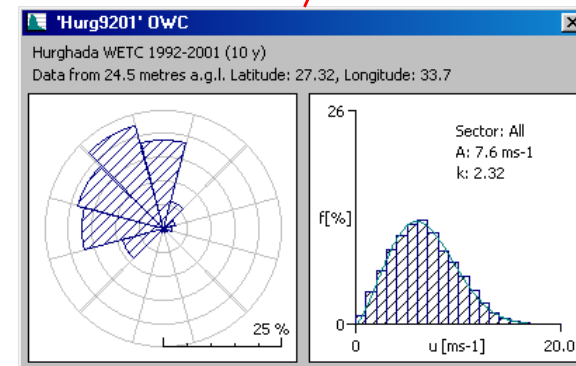 'Hurg9201' OWC
Hurghada WETC 1992-2001 (10 y)
Data from 24.5 metres a.g.l. Latitude: 27.32, Longitude: 33.7
25 %
26
Sector: All
A: 7.6 ms-1
k: 2.32
f[%]
0
0
u [ms-1]
20.0